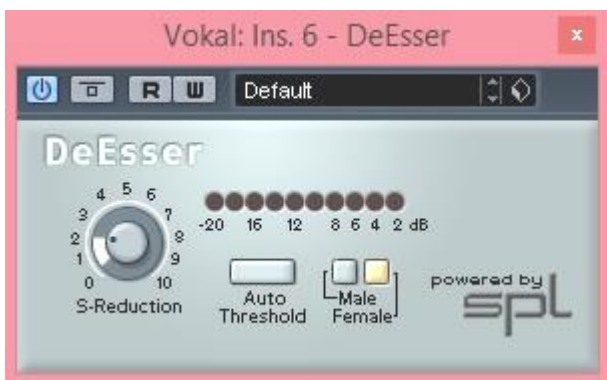 Vokal: Ins. 6 - DeEsser
x
R W Default
DeEsser
4 5 6
3 7
2 8
1 9
0 10
S-Reduction
-20 16 12 8 6 4 2 dB
Auto
Threshold
Male
Female
powered by
spl